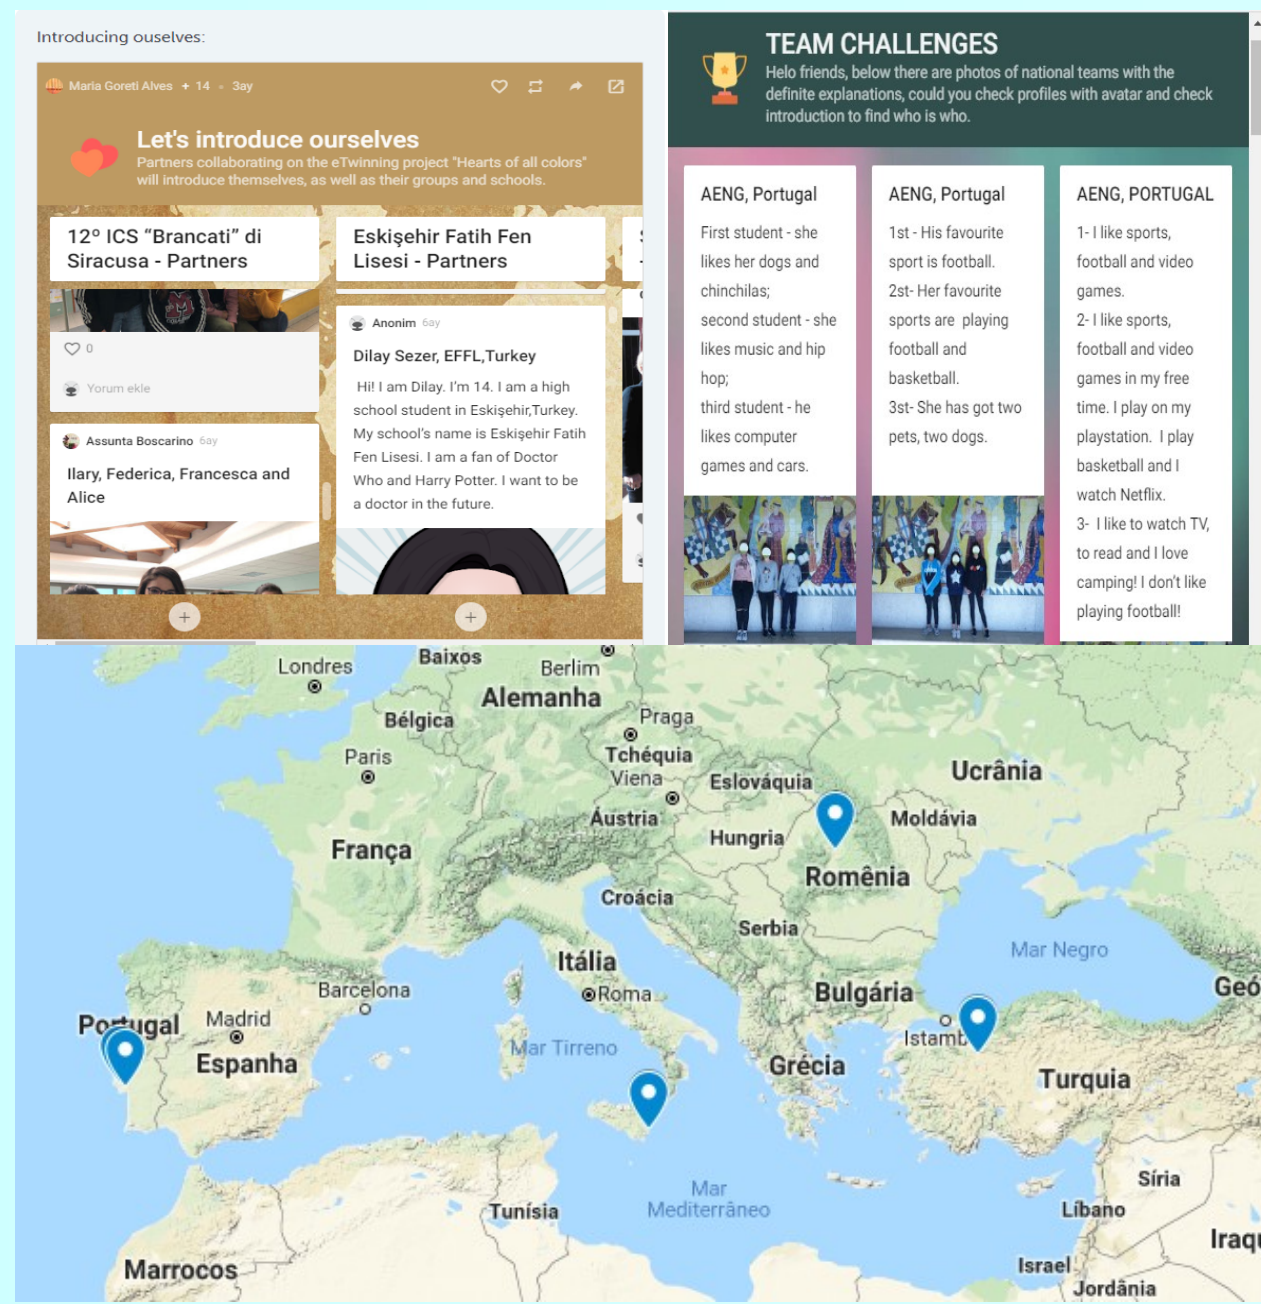 Introducing ouselves:
Maria Goreti Alves + 14 • 3ay
Let's introduce ourselves
Partners collaborating on the eTwinning project "Hearts of all colors"
will introduce themselves, as well as their groups and schools.
12º ICS “Brancati” di
Siracusa - Partners
0
Yorum ekle
Assunta Boscarino 6ay
Ilary, Federica, Francesca and
Alice
Eskişehir Fatih Fen
Lisesi - Partners
Anonim 6ay
Dilay Sezer, EFFL,Turkey
Hi! I am Dilay. I'm 14. I am a high
school student in Eskişehir,Turkey.
My school’s name is Eskişehir Fatih
Fen Lisesi. I am a fan of Doctor
Who and Harry Potter. I want to be
a doctor in the future.
TEAM CHALLENGES
Helo friends, below there are photos of national teams with the
definite explanations, could you check profiles with avatar and check
introduction to find who is who.
AENG, Portugal
First student - she
likes her dogs and
chinchilas;
second student - she
likes music and hip
hop;
third student - he
likes computer
games and cars.
AENG, Portugal
1st - His favourite
sport is football.
2st- Her favourite
sports are playing
football and
basketball.
3st- She has got two
pets, two dogs.
AENG, PORTUGAL
1- I like sports,
football and video
games.
2- I like sports,
football and video
games in my free
time. I play on my
playstation. I play
basketball and I
watch Netflix.
3- I like to watch TV,
to read and I love
camping! I don't like
playing football!
Londres
Baixos
Berlim
Alemanha
Bélgica
Praga
Paris
Tchéquia
Viena
Eslováquia
Ucrânia
Áustria
Hungria
Moldávia
França
Romênia
Croácia
Serbia
Mar Negro
Itália
Barcelona
Roma
Bulgária
Geó
Portugal
Madrid
Istamb
Mar Tirreno
Espanha
Grécia
Turquia
Síria
Mar
Mediterrâneo
Tunísia
Líbano
Iraqu
Marrocos
Israel
Jordânia